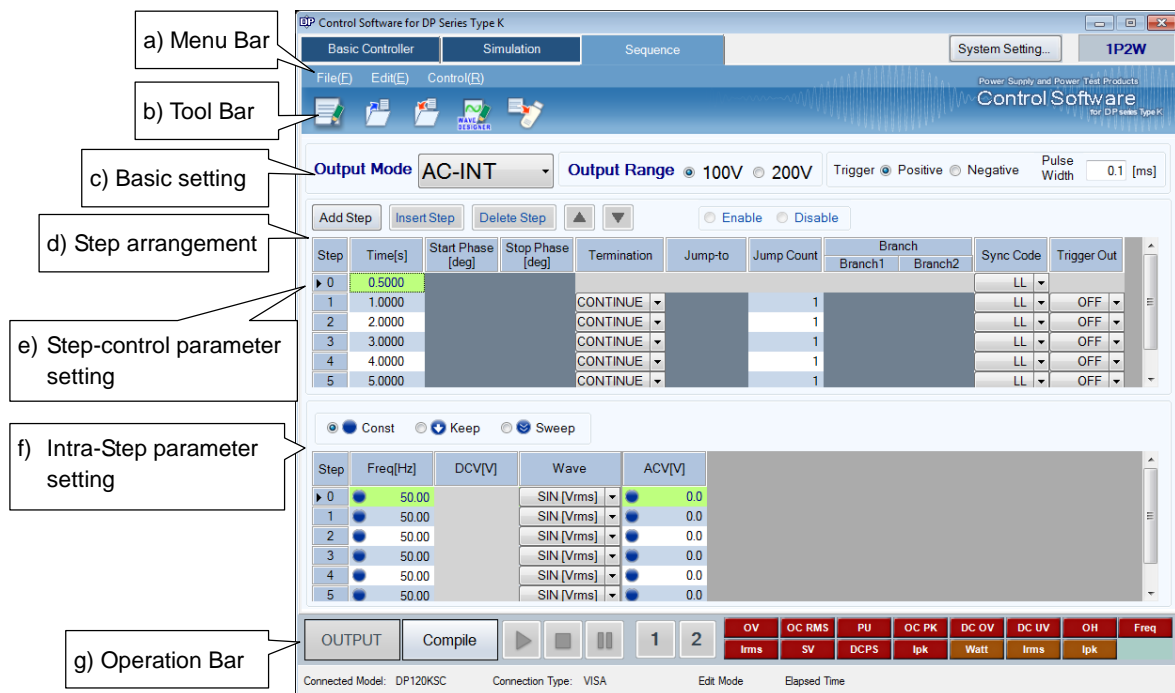 a) Menu Bar
b) Tool Bar
c) Basic setting
d) Step arrangement
e) Step-control parameter
setting
f) Intra-Step parameter
setting
g) Operation Bar
DP Control Software for DP Series Type K
Basic Controller Simulation Sequence System Setting... 1P2W
File(F) Edit(E) Control(R)
Power Supply and Power Test Products
Control Software
for DP series Type K
WAVE
DESIGNER
Output Mode AC-INT Output Range 100V 200V Trigger Positive Negative Pulse Width 0.1 [ms]
Add Step Insert Step Delete Step Enable Disable
Step Time[s] Start Phase [deg] Stop Phase [deg] Termination Jump-to Jump Count Branch Branch1 Branch2 Sync Code Trigger Out
0 0.5000 LL
1 1.0000 CONTINUE 1 LL OFF
2 2.0000 CONTINUE 1 LL OFF
3 3.0000 CONTINUE 1 LL OFF
4 4.0000 CONTINUE 1 LL OFF
5 5.0000 CONTINUE 1 LL OFF
Const Keep Sweep
Step Freq[Hz] DCV[V] Wave ACV[V]
0 50.00 SIN [Vrms] 0.0
1 50.00 SIN [Vrms] 0.0
2 50.00 SIN [Vrms] 0.0
3 50.00 SIN [Vrms] 0.0
4 50.00 SIN [Vrms] 0.0
5 50.00 SIN [Vrms] 0.0
OUTPUT Compile 1 2
OV OC RMS PU OC PK DC OV DC UV OH Freq
Irms SV DCPS Ipk Watt Irms Ipk
Connected Model: DP120KSC Connection Type: VISA Edit Mode Elapsed Time